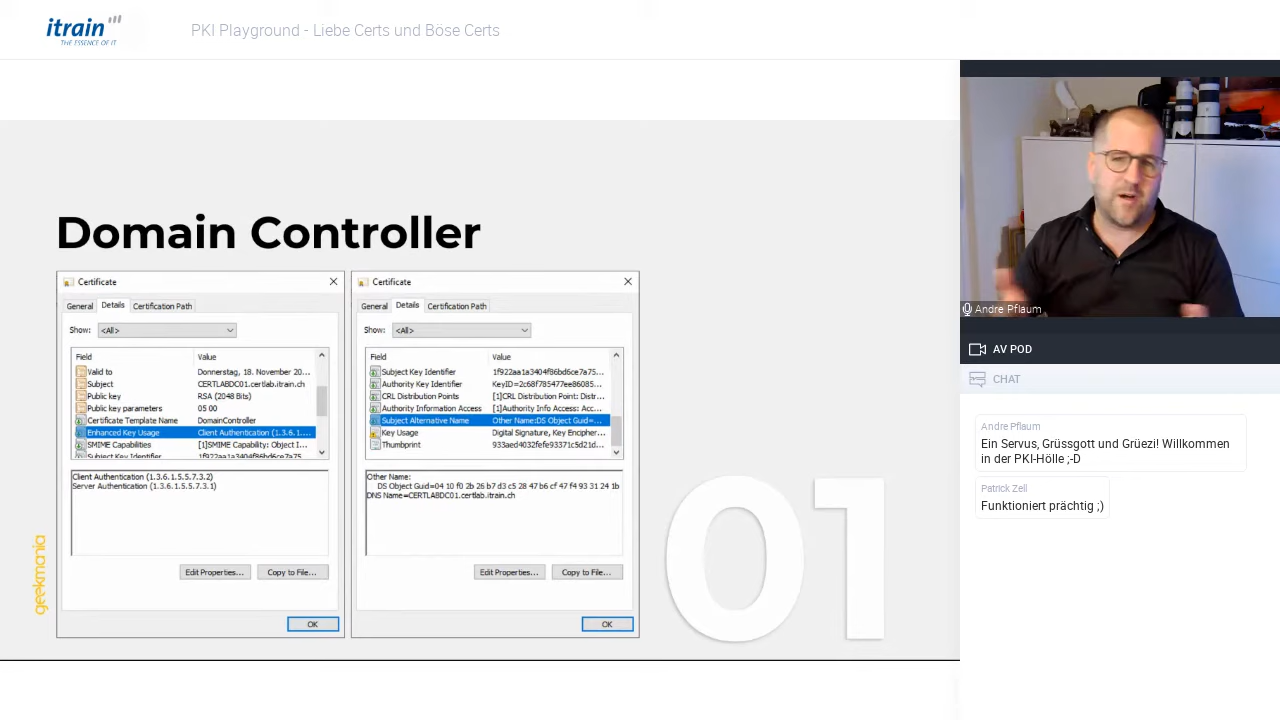 itrain
THE ESSENCE OF IT
PKI Playground - Liebe Certs und Böse Certs
Domain Controller
Certificate
General Details Certification Path
Show: <All>
Field Value
Valid to Donnerstag, 18. November 20...
Subject CERTLABDC01.certlab.itrain.ch
Public key RSA (2048 Bits)
Public key parameters 05 00
Certificate Template Name DomainController
Enhanced Key Usage Client Authentication (1.3.6.1....
SMIME Capabilities [1]SMIME Capability: Object I...
Subject Key Identifier 1f922aa1a3404f86bd6ce7a75...
Client Authentication (1.3.6.1.5.5.7.3.2)
Server Authentication (1.3.6.1.5.5.7.3.1)
Edit Properties... Copy to File...
OK
Certificate
General Details Certification Path
Show: <All>
Field Value
Subject Key Identifier 1f922aa1a3404f86bd6ce7a75...
Authority Key Identifier KeyID=2c68f785477ee86085...
CRL Distribution Points [1]CRL Distribution Point: Distr...
Authority Information Access [1]Authority Info Access: Acc...
Subject Alternative Name Other Name:DS Object Guid=...
Key Usage Digital Signature, Key Encipher...
Thumbprint 933aed4032fefe93371c5d21d...
Other Name:
DS Object Guid=04 10 f0 2b 26 b7 d3 c5 28 47 b6 cf 47 f4 93 31 24 1b
DNS Name=CERTLABDC01.certlab.itrain.ch
Edit Properties... Copy to File...
OK
geekmania
01
Andre Pflaum
AV POD
CHAT
Andre Pflaum
Ein Servus, Grüssgott und Grüezi! Willkommen
in der PKI-Hölle ;-D
Patrick Zell
Funktioniert prächtig ;)